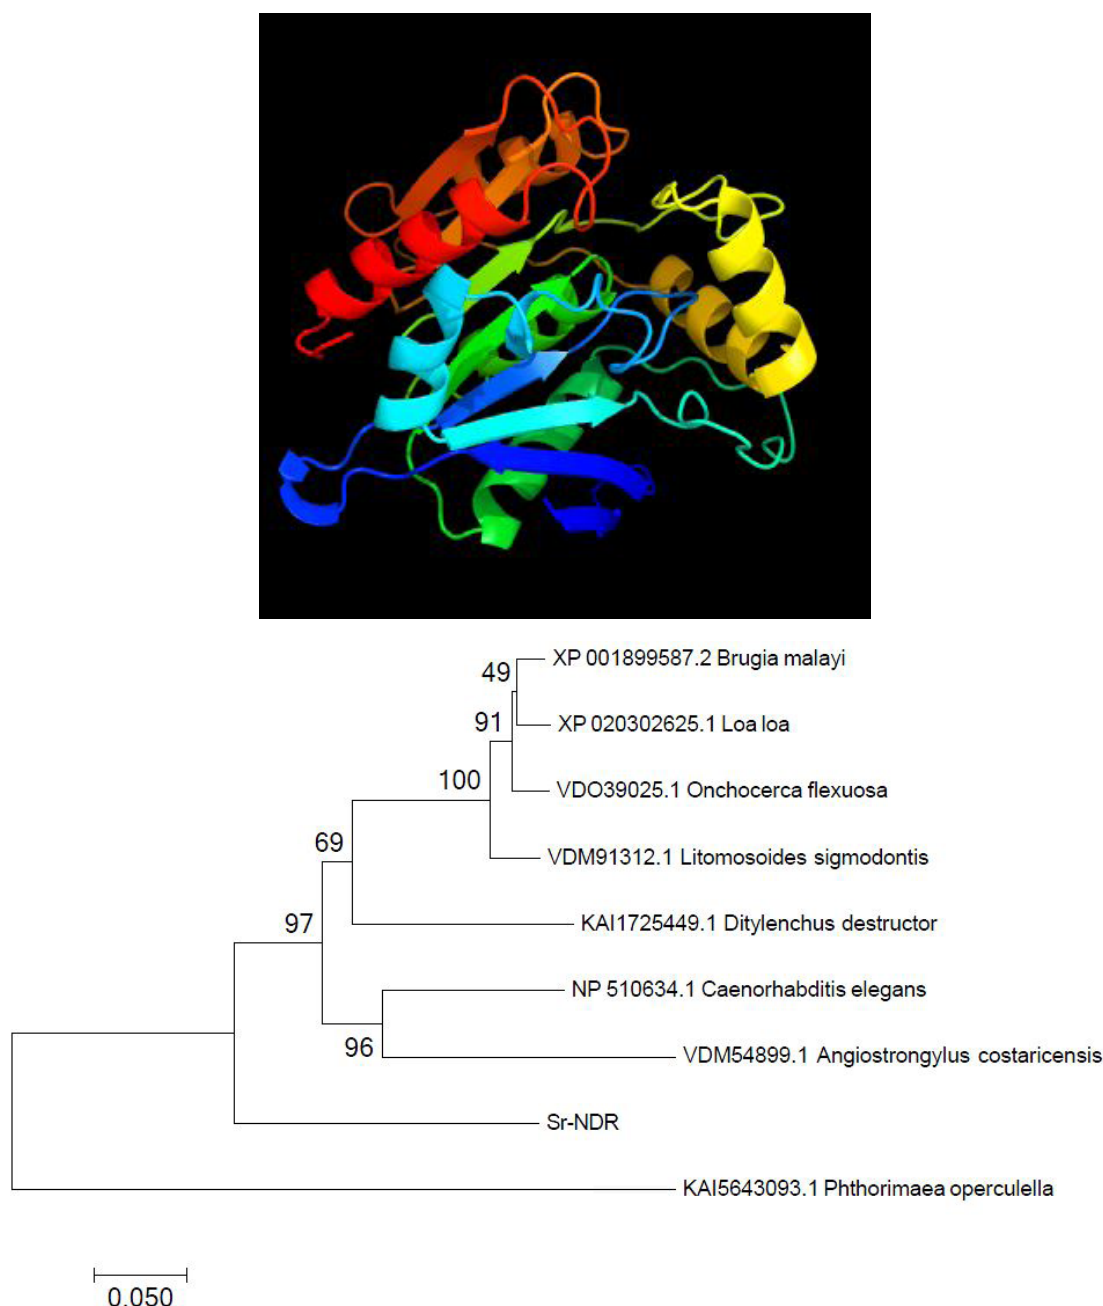 XP 001899587.2 Brugia malayi
49
XP 020302625.1 Loa loa
91
100
VDO39025.1 Onchocerca flexuosa
69
VDM91312.1 Litomosoides sigmodontis
97
KAI1725449.1 Ditylenchus destructor
NP 510634.1 Caenorhabditis elegans
96
VDM54899.1 Angiostrongylus costaricensis
Sr-NDR
KAI5643093.1 Phthorimaea operculella
0.050